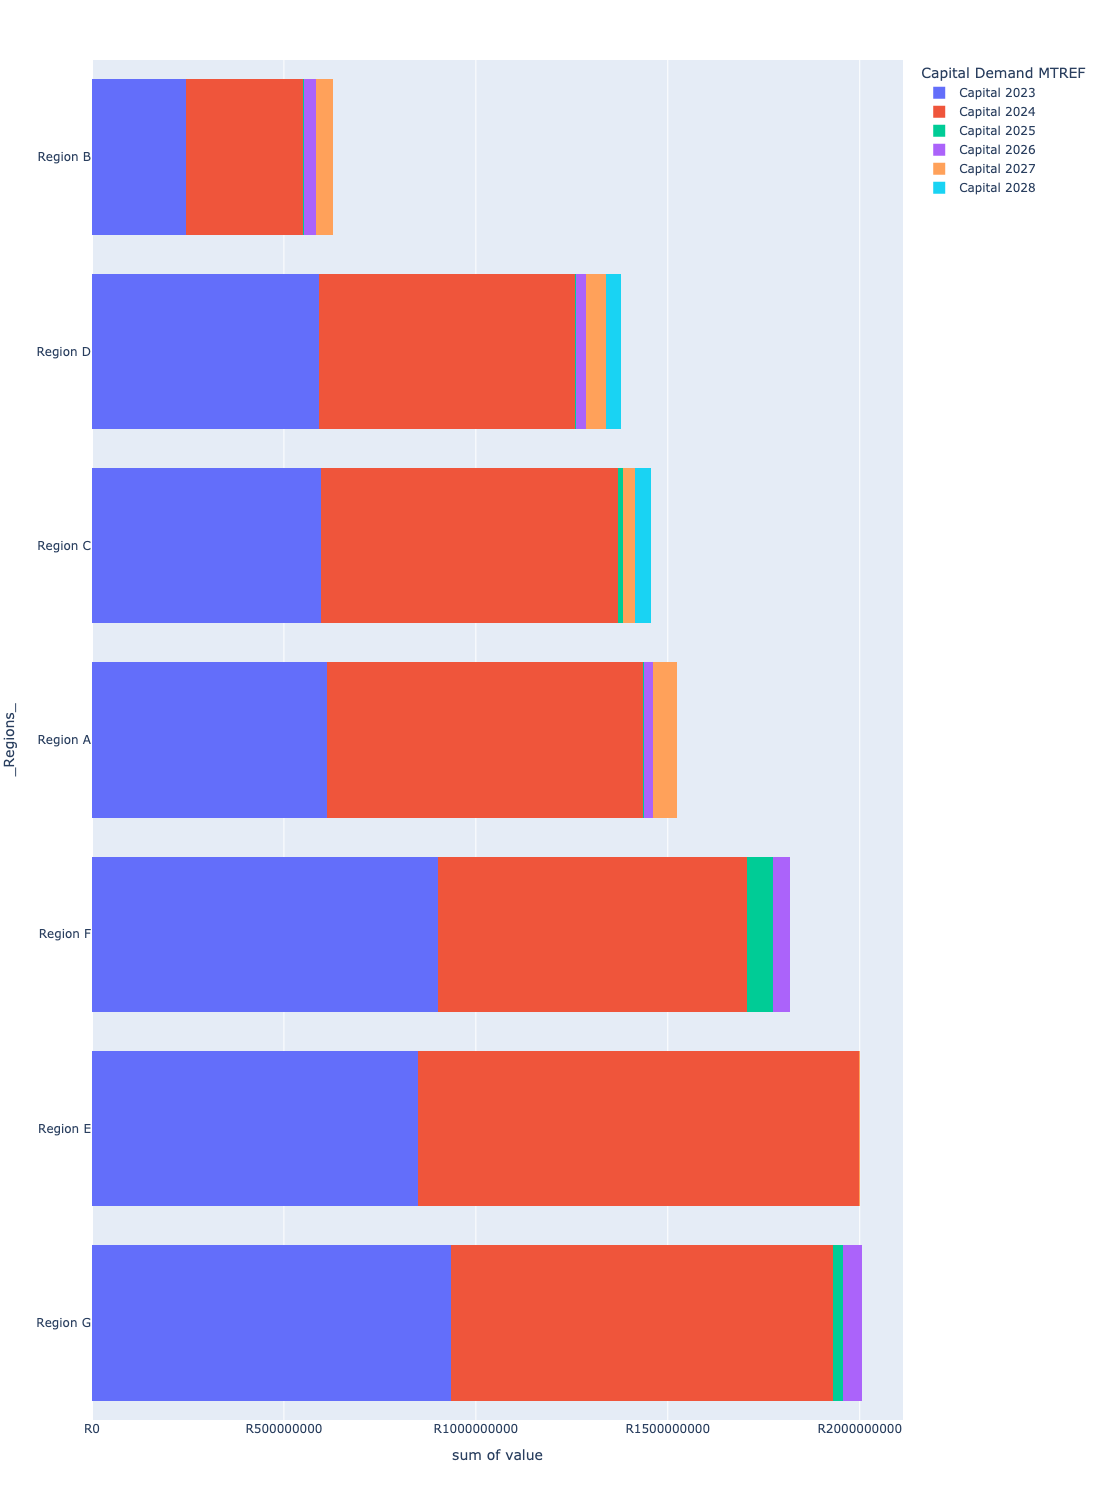 Capital Demand MTREF
Capital 2023
Capital 2024
Capital 2025
Capital 2026
Capital 2027
Capital 2028
Region B
Region D
Region C
Region A
Region F
Region E
Region G
_Regions_
R0
R500000000
R1000000000
R1500000000
R2000000000
sum of value